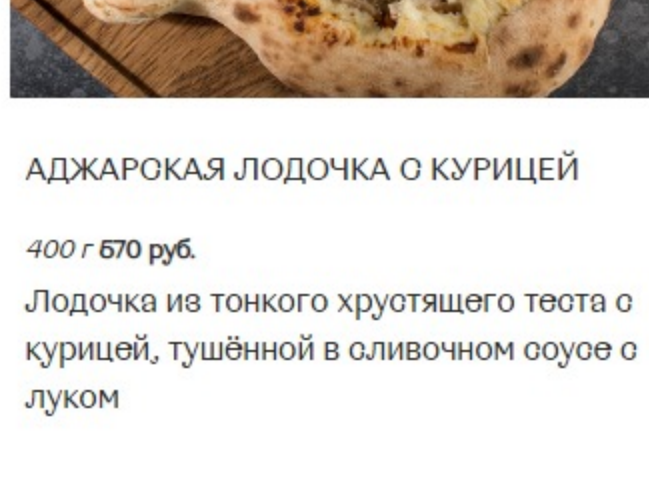 АДЖАРСКАЯ ЛОДОЧКА С КУРИЦЕЙ
400 г 570 руб.
Лодочка из тонкого хрустящего теста с
курицей, тушённой в сливочном соусе с
луком